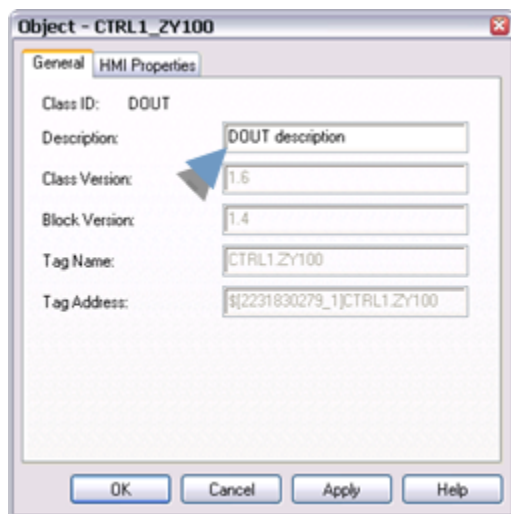 Object - CTRL1_ZY100
General HMI Properties
Class ID: DOUT
Description: DOUT description
Class Version: 1.6
Block Version: 1.4
Tag Name: CTRL1.ZY100
Tag Address: $[2231830279_1]CTRL1.ZY100
OK Cancel Apply Help